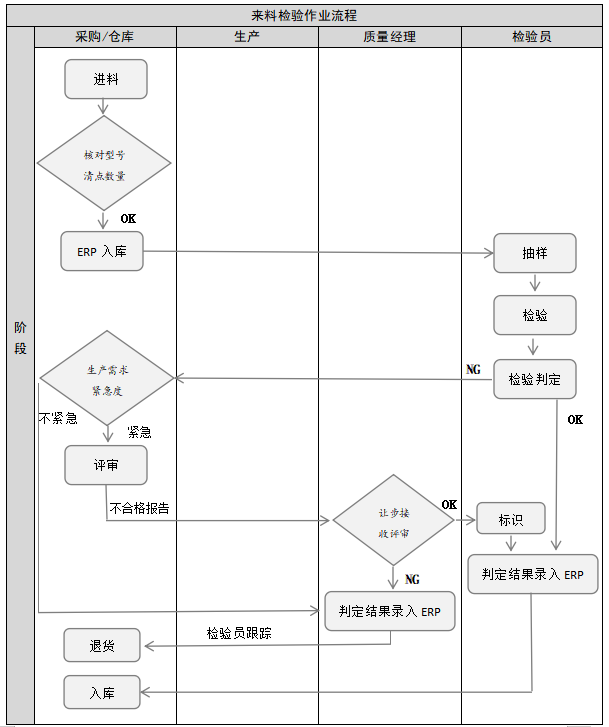 来料检验作业流程
采购/仓库
生产
质量经理
检验员
阶
段
进料
核对型号
清点数量
OK
ERP 入库
抽样
检验
生产需求
紧急度
NG
检验判定
不紧急
紧急
OK
评审
不合格报告
让步接
收评审
OK
标识
NG
判定结果录入 ERP
判定结果录入 ERP
检验员跟踪
退货
入库